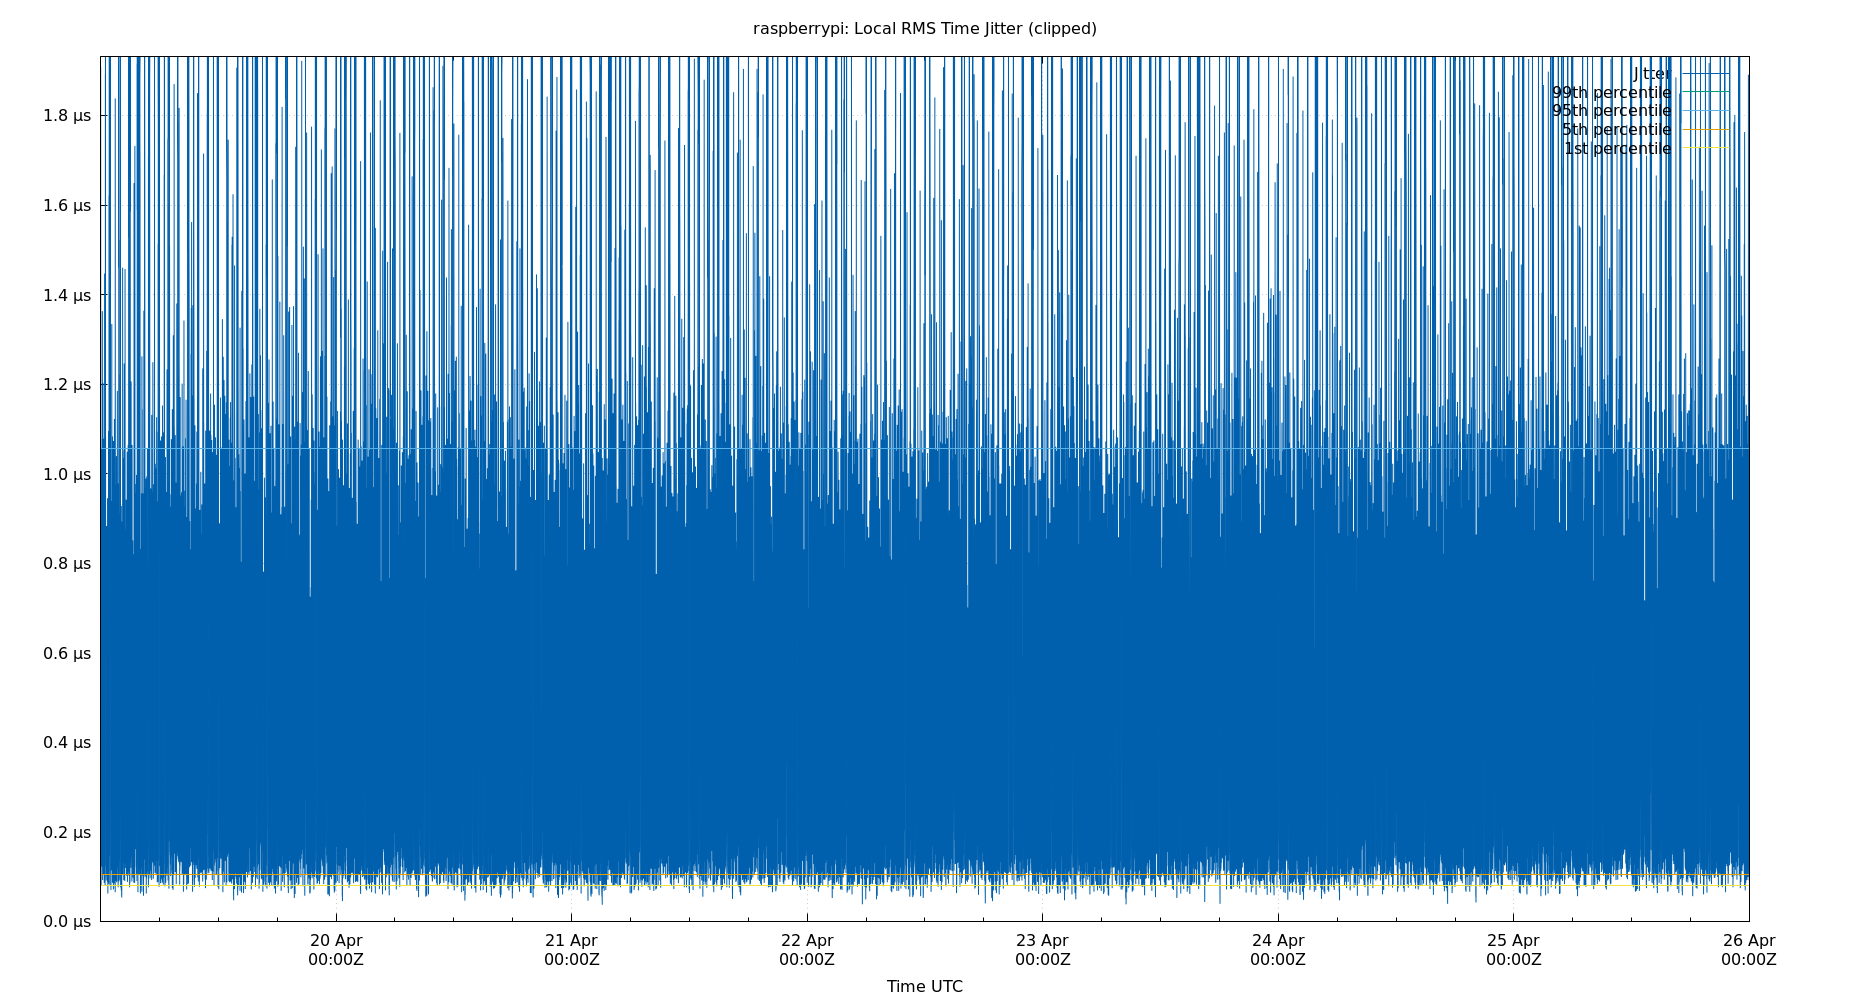 raspberrypi: Local RMS Time Jitter (clipped)
Jitter
99th percentile
95th percentile
5th percentile
1st percentile
1.8 µs
1.6 µs
1.4 µs
1.2 µs
1.0 µs
0.8 µs
0.6 µs
0.4 µs
0.2 µs
0.0 µs
20 Apr 21 Apr 22 Apr 23 Apr 24 Apr 25 Apr 26 Apr
00:00Z 00:00Z 00:00Z 00:00Z 00:00Z 00:00Z 00:00Z
Time UTC